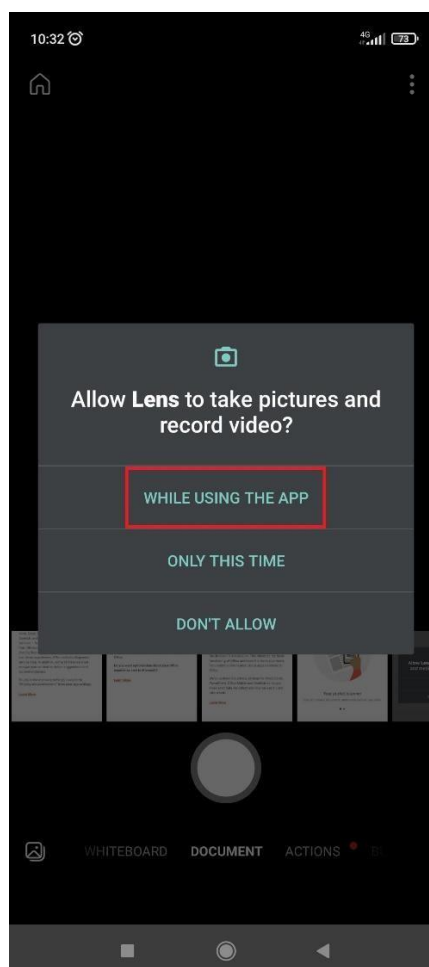 10:32
4G
73
Allow Lens to take pictures and
record video?
WHILE USING THE APP
ONLY THIS TIME
DON'T ALLOW
WHITEBOARD DOCUMENT ACTIONS